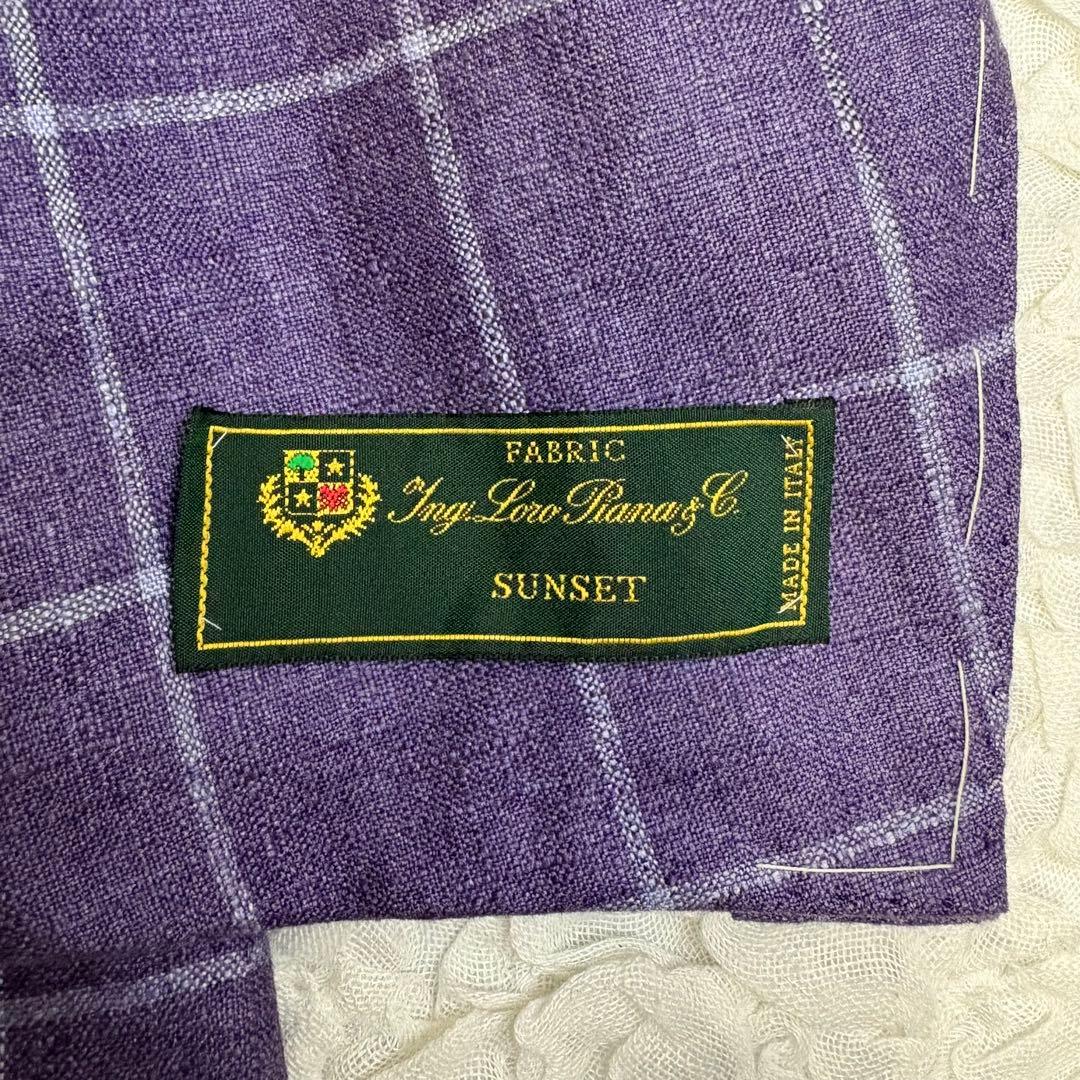 FABRIC
Ing. Loro Piana & C.
SUNSET
MADE IN ITALY